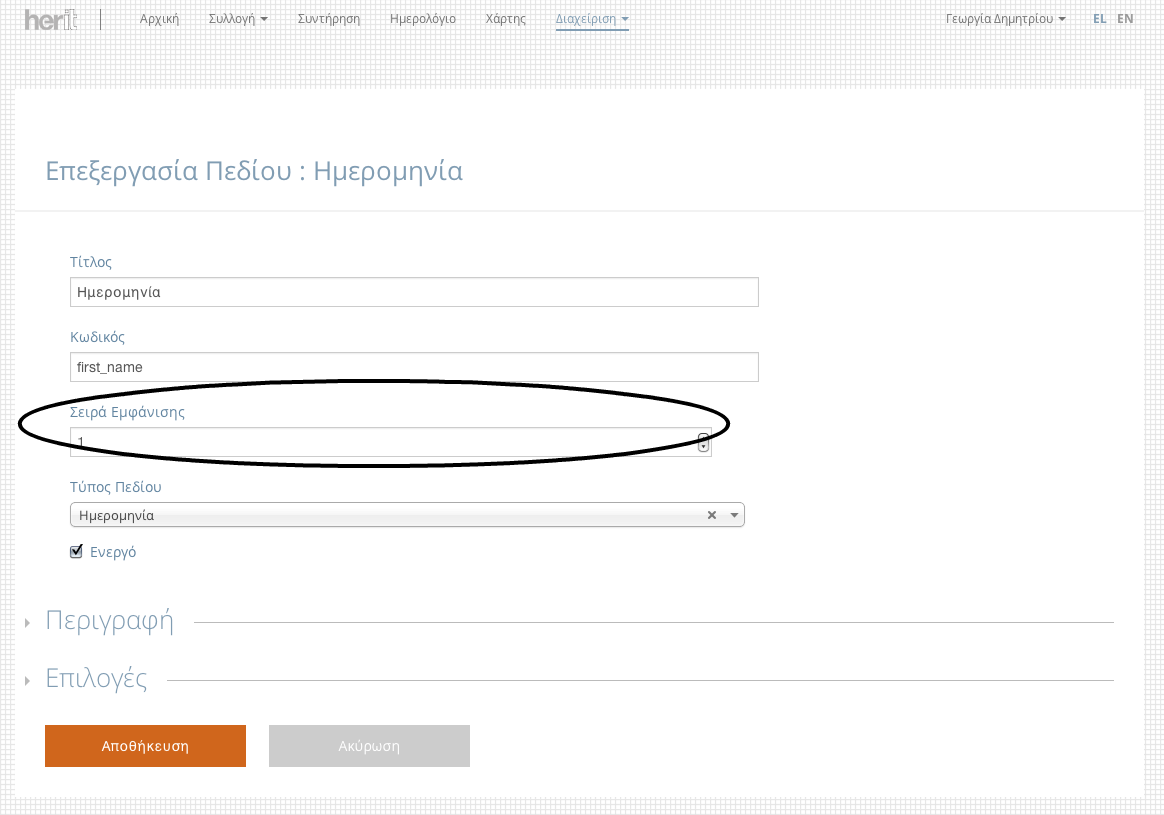 herit Αρχική Συλλογή Συντήρηση Ημερολόγιο Χάρτης Διαχείριση Γεωργία Δημητρίου EL EN
Επεξεργασία Πεδίου : Ημερομηνία
Τίτλος
Ημερομηνία
Κωδικός
first_name
Σειρά Εμφάνισης
1
Τύπος Πεδίου
Ημερομηνία
Ενεργό
Περιγραφή
Επιλογές
Αποθήκευση Ακύρωση